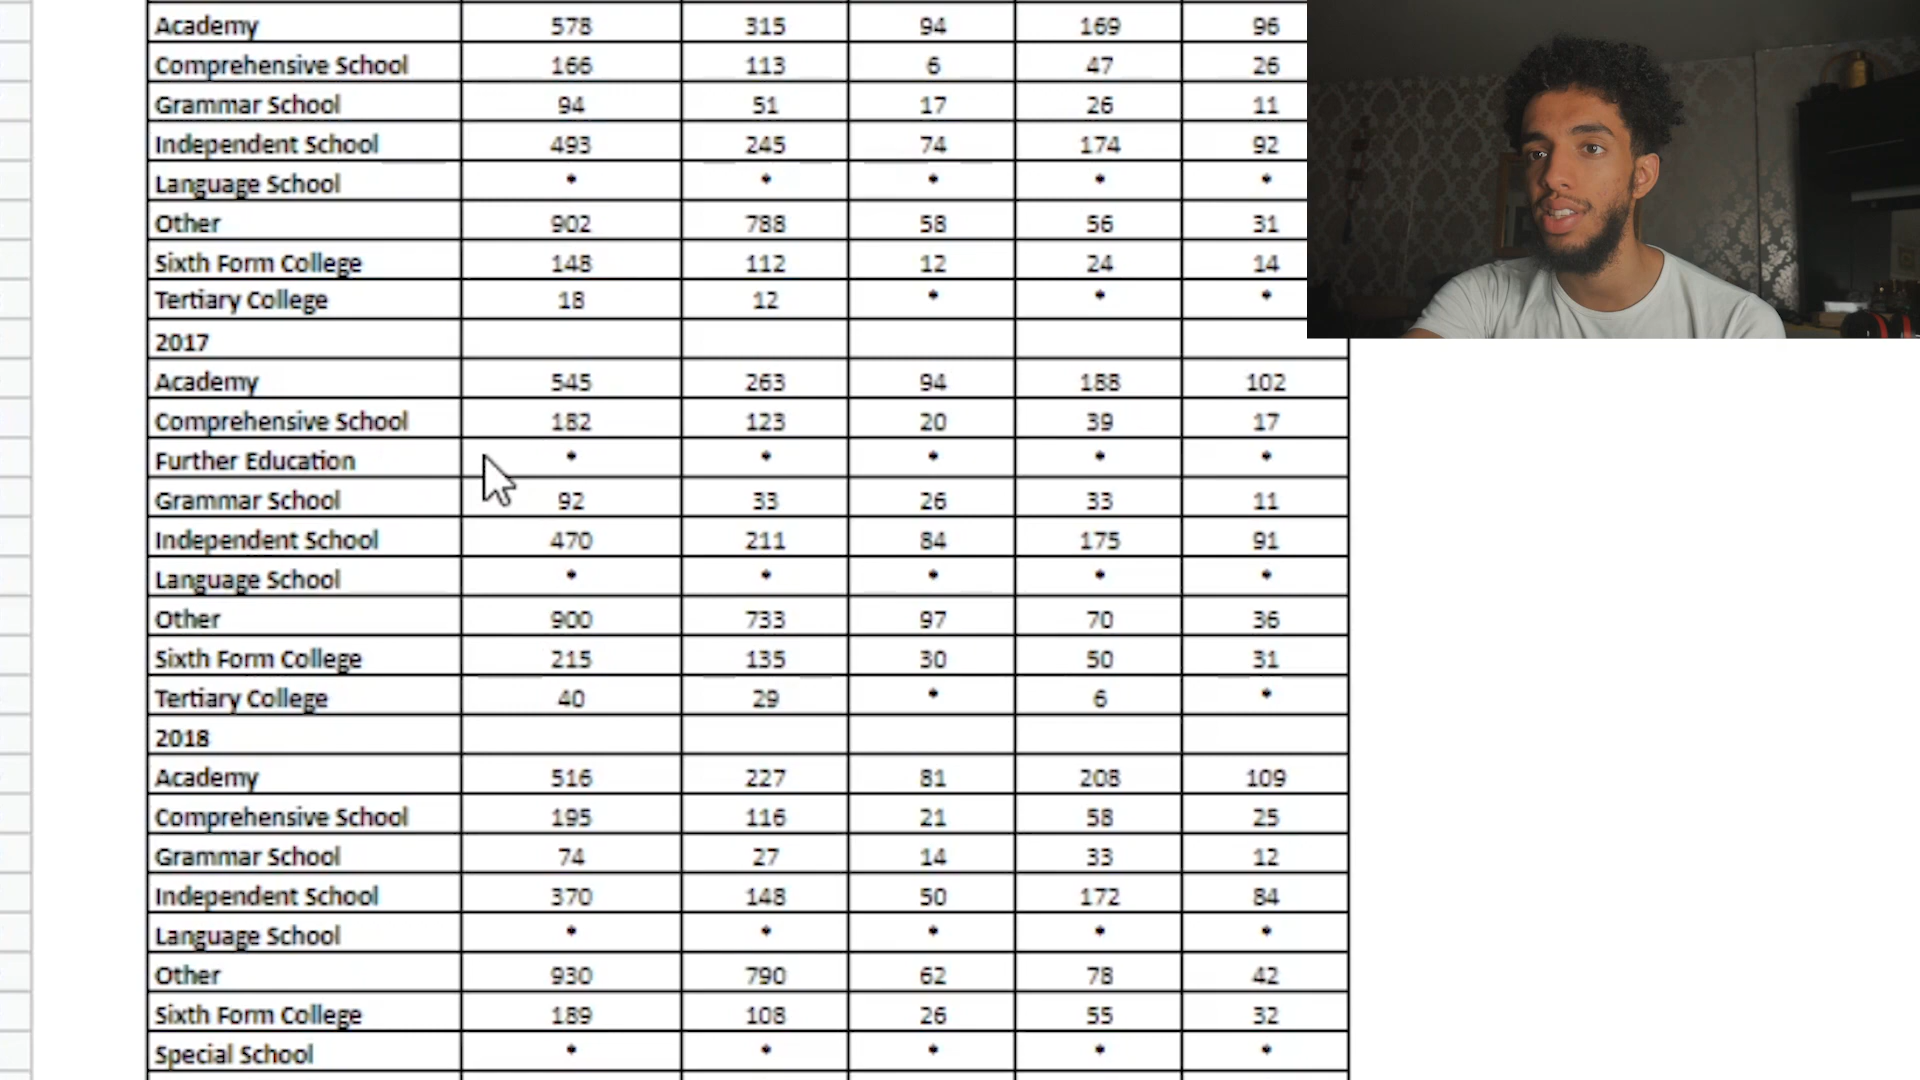 Academy 578 315 94 169 96
Comprehensive School 166 113 6 47 26
Grammar School 94 51 17 26 11
Independent School 493 245 74 174 92
Language School * * * * *
Other 902 788 58 56 31
Sixth Form College 148 112 12 24 14
Tertiary College 18 12 * * *
2017
Academy 545 263 94 188 102
Comprehensive School 182 123 20 39 17
Further Education * * * * *
Grammar School 92 33 26 33 11
Independent School 470 211 84 175 91
Language School * * * * *
Other 900 733 97 70 36
Sixth Form College 215 135 30 50 31
Tertiary College 40 29 * 6 *
2018
Academy 516 227 81 208 109
Comprehensive School 195 116 21 58 25
Grammar School 74 27 14 33 12
Independent School 370 148 50 172 84
Language School * * * * *
Other 930 790 62 78 42
Sixth Form College 189 108 26 55 32
Special School * * * * *